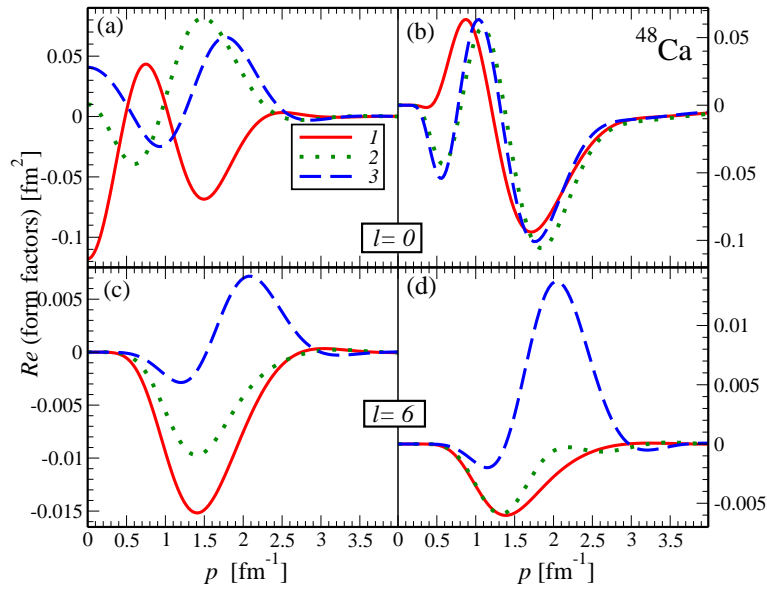 (a)
(b)
⁴⁸Ca
0.05
0
-0.05
-0.1
0.05
0
-0.05
-0.1
1
2
3
l= 0
Re (form factors) [fm²]
(c)
(d)
0.005
0
-0.005
-0.01
-0.015
0.01
0.005
0
-0.005
l= 6
0 0.5 1 1.5 2 2.5 3 3.5
0 0.5 1 1.5 2 2.5 3 3.5
p [fm⁻¹]
p [fm⁻¹]